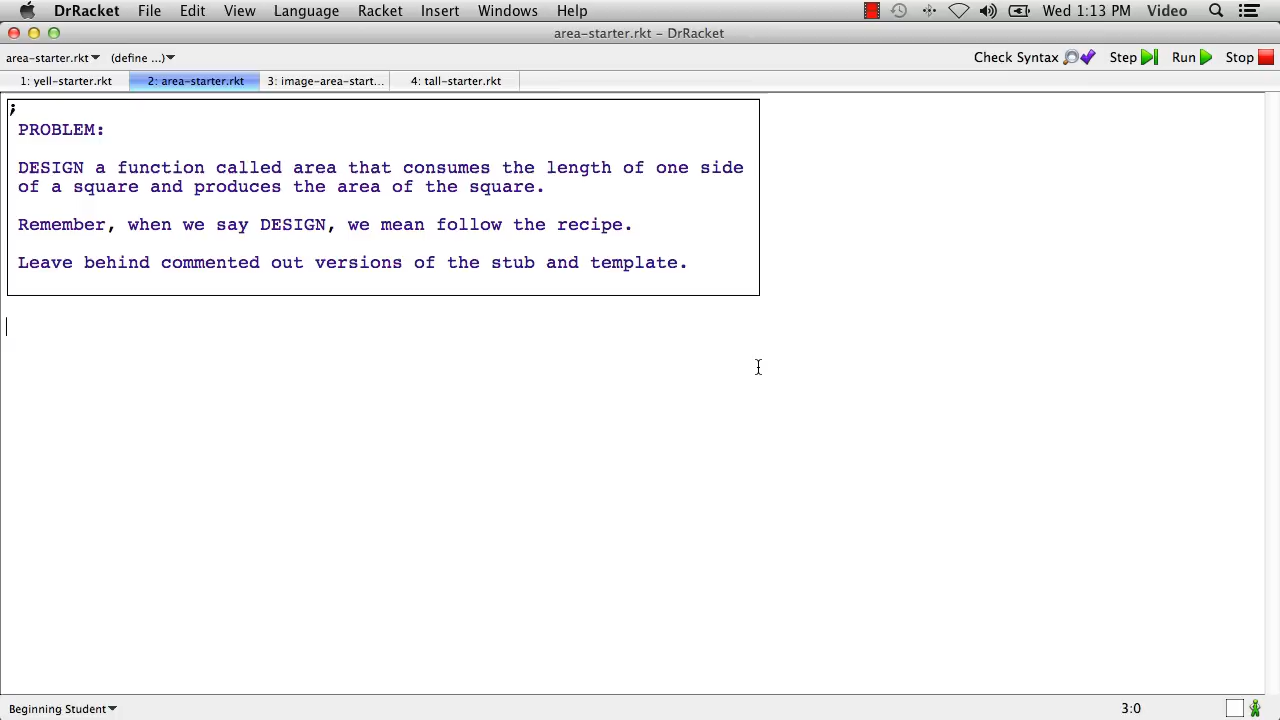 DrRacket File Edit View Language Racket Insert Windows Help Wed 1:13 PM Video
area-starter.rkt - DrRacket
area-starter.rkt (define ...) Check Syntax Step Run Stop
1: yell-starter.rkt 2: area-starter.rkt 3: image-area-start... 4: tall-starter.rkt
;
PROBLEM:
DESIGN a function called area that consumes the length of one side
of a square and produces the area of the square.
Remember, when we say DESIGN, we mean follow the recipe.
Leave behind commented out versions of the stub and template.
Beginning Student 3:0